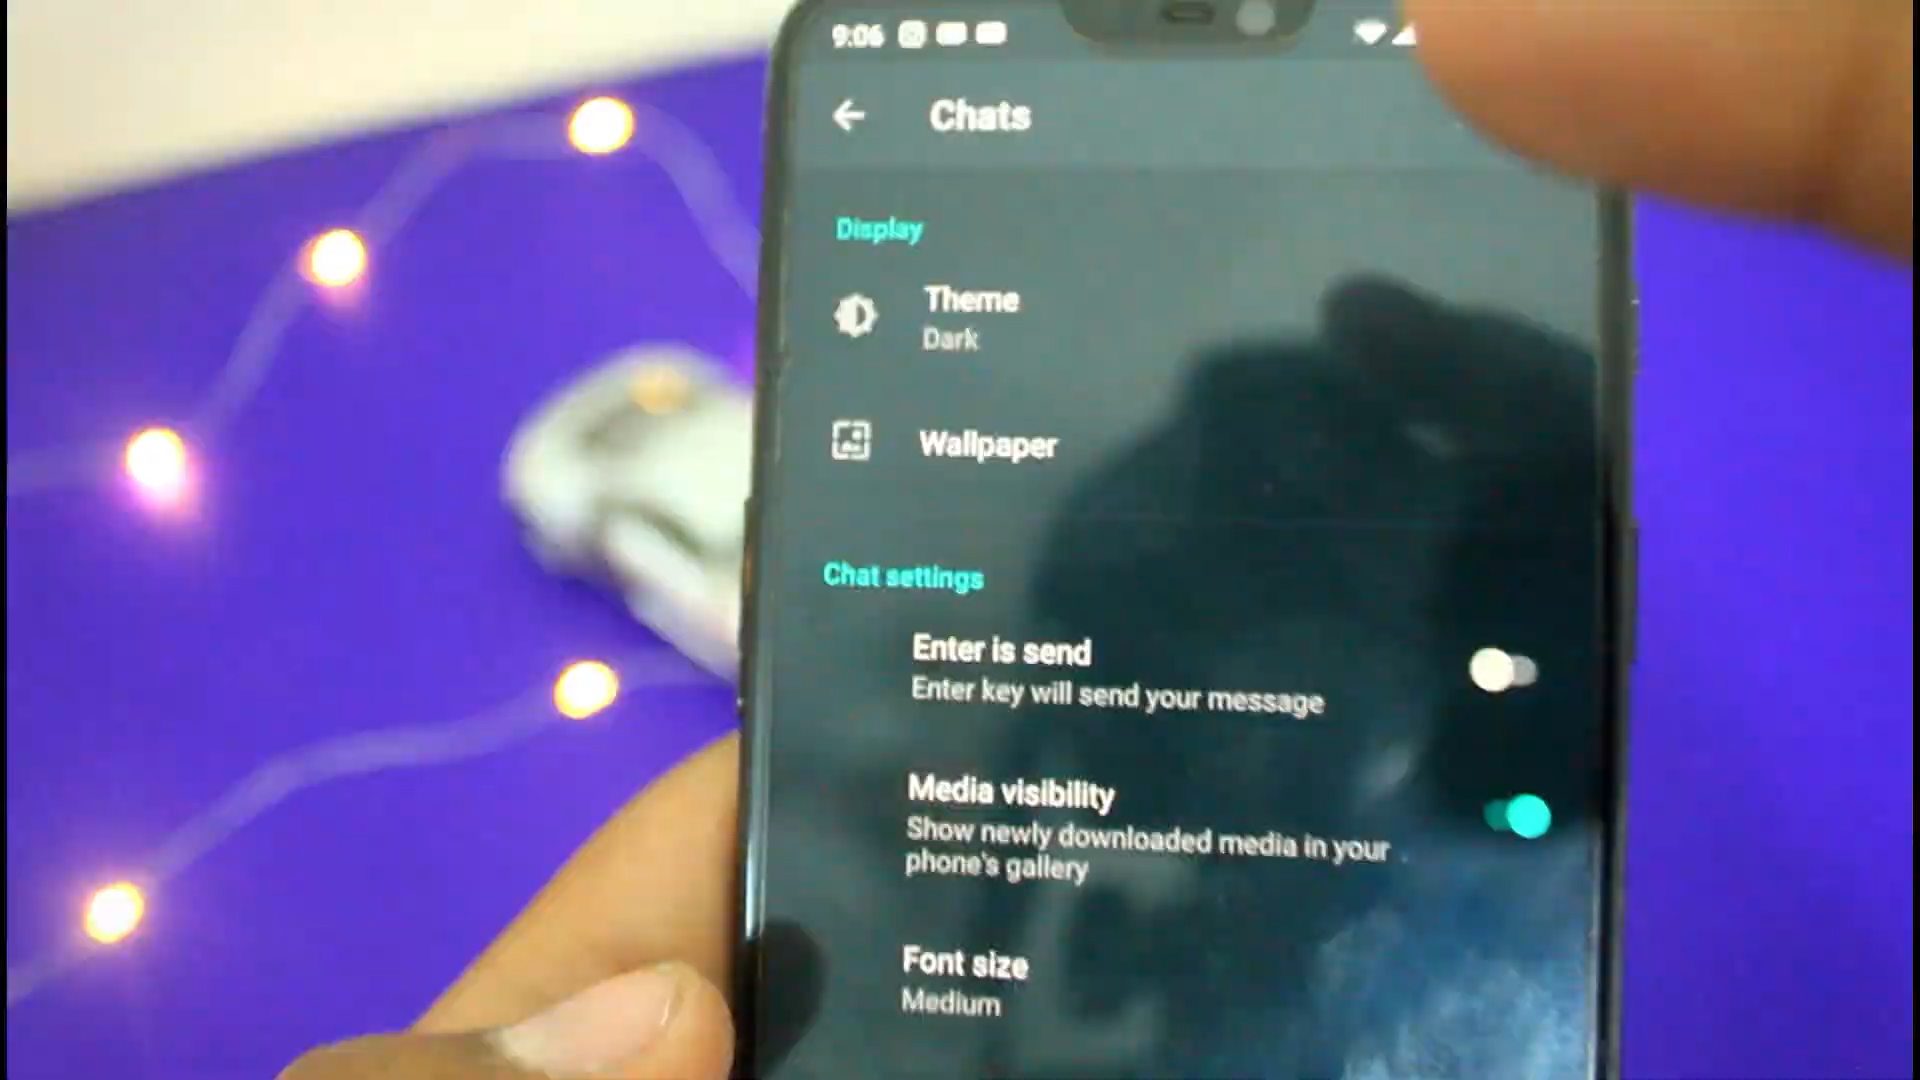 9:06
Chats
Display
Theme
Dark
Wallpaper
Chat settings
Enter is send
Enter key will send your message
Media visibility
Show newly downloaded media in your
phone's gallery
Font size
Medium